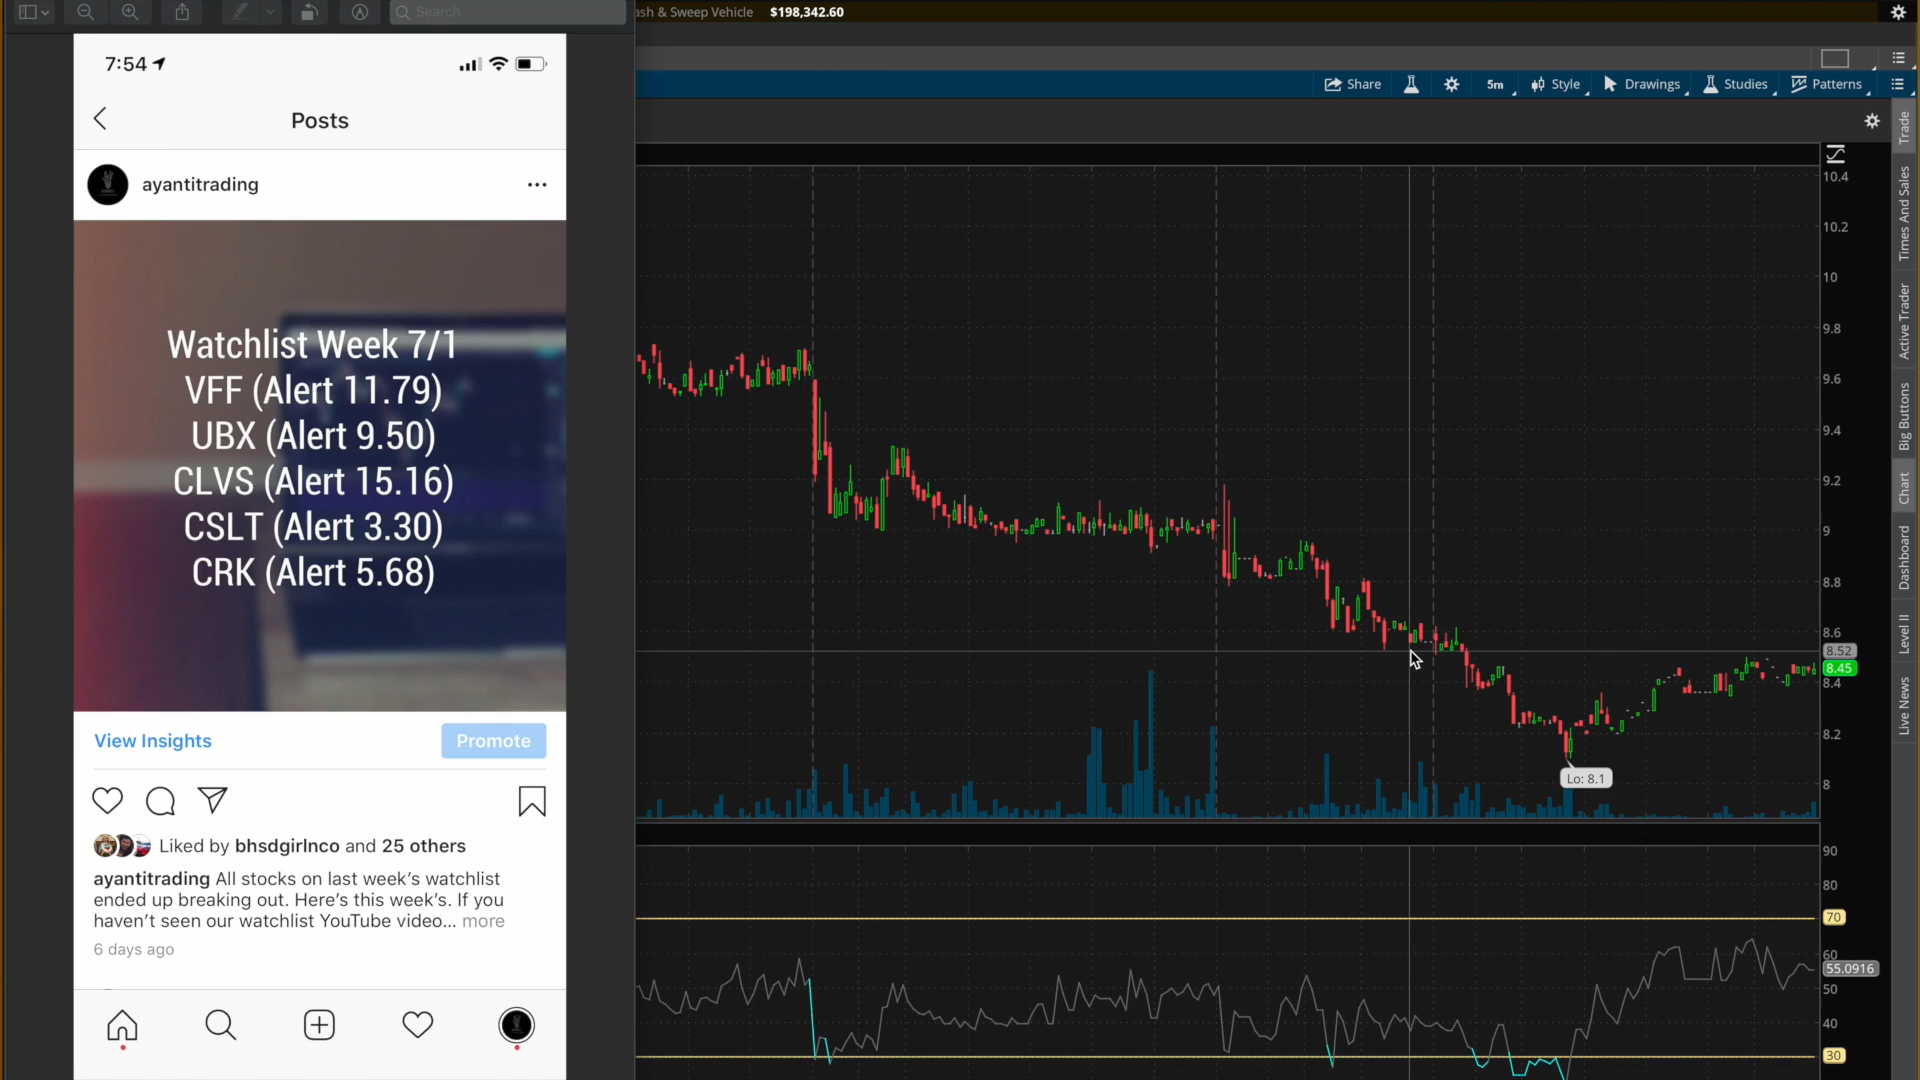 Search
ash & Sweep Vehicle $198,342.60
7:54
Posts
ayantitrading
Watchlist Week 7/1
VFF (Alert 11.79)
UBX (Alert 9.50)
CLVS (Alert 15.16)
CSLT (Alert 3.30)
CRK (Alert 5.68)
View Insights
Promote
Liked by bhsdgirlnco and 25 others
ayantitrading All stocks on last week's watchlist
ended up breaking out. Here's this week's. If you
haven't seen our watchlist YouTube video... more
6 days ago
Share
5m
Style
Drawings
Studies
Patterns
10.4
10.2
10
9.8
9.6
9.4
9.2
9
8.8
8.6
8.52
8.45
8.4
8.2
8
Lo: 8.1
90
80
70
60
55.0916
50
40
30
Trade
Times And Sales
Active Trader
Big Buttons
Chart
Dashboard
Level II
Live News